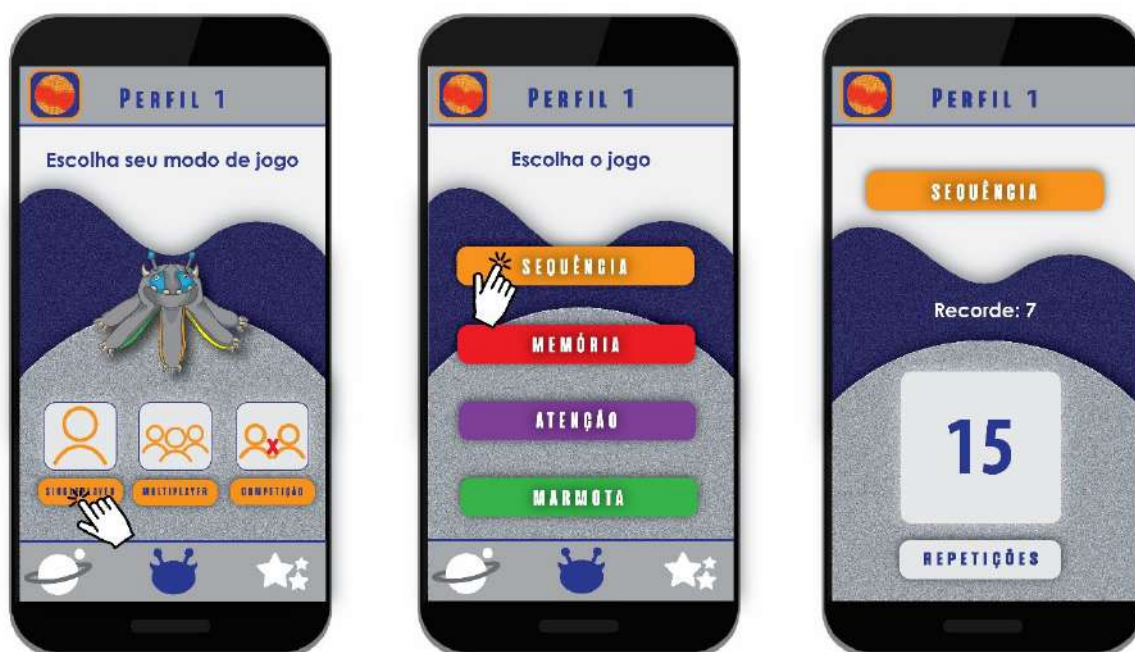 PERFIL 1
Escolha seu modo de jogo
SINGLEPLAYER
MULTIPLAYER
COMPETIÇÃO
PERFIL 1
Escolha o jogo
SEQUÊNCIA
MEMÓRIA
ATENÇÃO
MARMOTA
PERFIL 1
SEQUÊNCIA
Recorde: 7
15
REPETIÇÕES